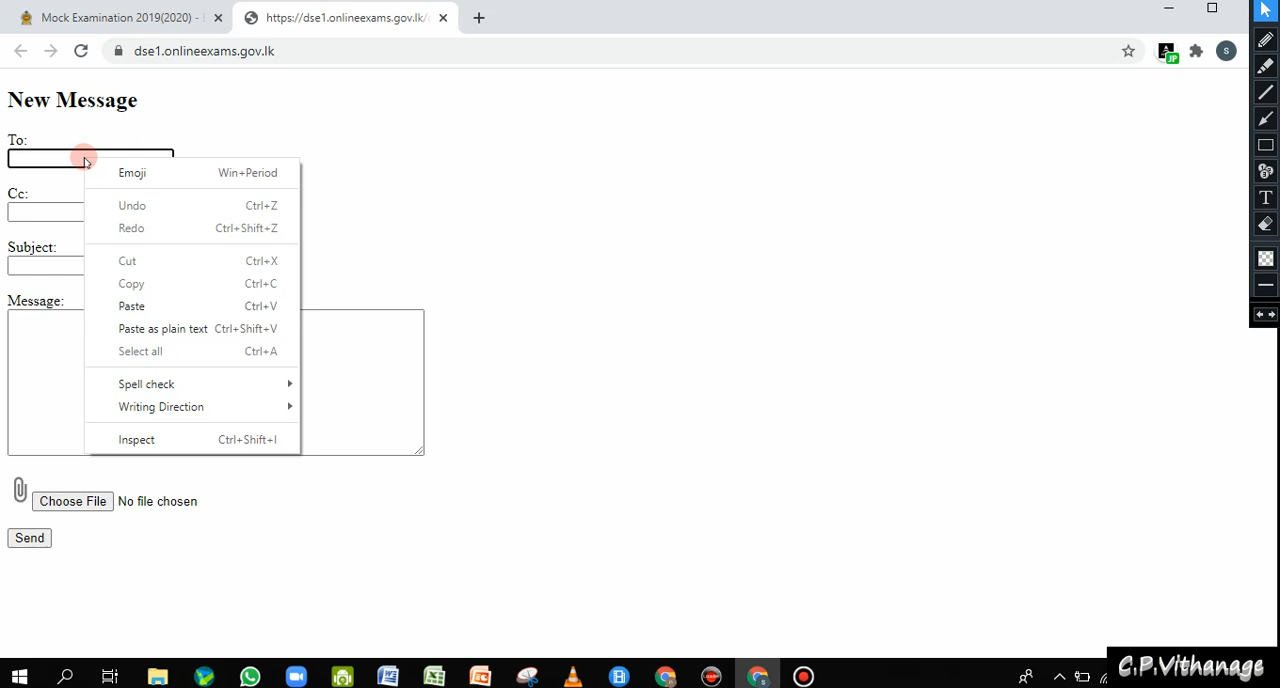 Mock Examination 2019(2020) -
https://dse1.onlineexams.gov.lk/
dse1.onlineexams.gov.lk
JP
S
New Message
To:
Cc:
Subject:
Message:
Emoji Win+Period
Undo Ctrl+Z
Redo Ctrl+Shift+Z
Cut Ctrl+X
Copy Ctrl+C
Paste Ctrl+V
Paste as plain text Ctrl+Shift+V
Select all Ctrl+A
Spell check
Writing Direction
Inspect Ctrl+Shift+I
Choose File No file chosen
Send
T
C.P.Vithanage